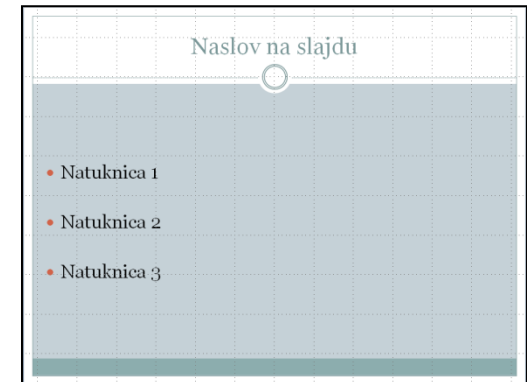 Naslov na slajdu
• Natuknica 1
• Natuknica 2
• Natuknica 3